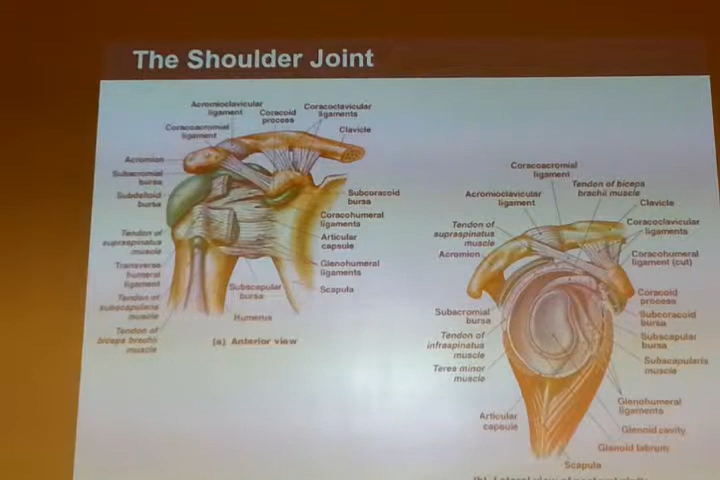 The Shoulder Joint
Acromioclavicular
ligament
Coracoid
process
Coracoclavicular
ligaments
Coracoacromial
ligament
Clavicle
Acromion
Subacromial
bursa
Subdeltoid
bursa
Subcoracoid
bursa
Coracohumeral
ligaments
Articular
capsule
Tendon of
supraspinatus
muscle
Transverse
humeral
ligament
Glenohumeral
ligaments
Tendon of
subscapularis
muscle
Subscapular
bursa
Scapula
Humerus
Tendon of
biceps brachii
muscle
(a) Anterior view
Coracoacromial
ligament
Tendon of biceps
brachii muscle
Acromioclavicular
ligament
Clavicle
Coracoclavicular
ligaments
Tendon of
supraspinatus
muscle
Acromion
Coracohumeral
ligament (cut)
Coracoid
process
Subacromial
bursa
Subcoracoid
bursa
Tendon of
infraspinatus
muscle
Subscapular
bursa
Teres minor
muscle
Subscapularis
muscle
Glenohumeral
ligaments
Articular
capsule
Glenoid cavity
Glenoid labrum
Scapula